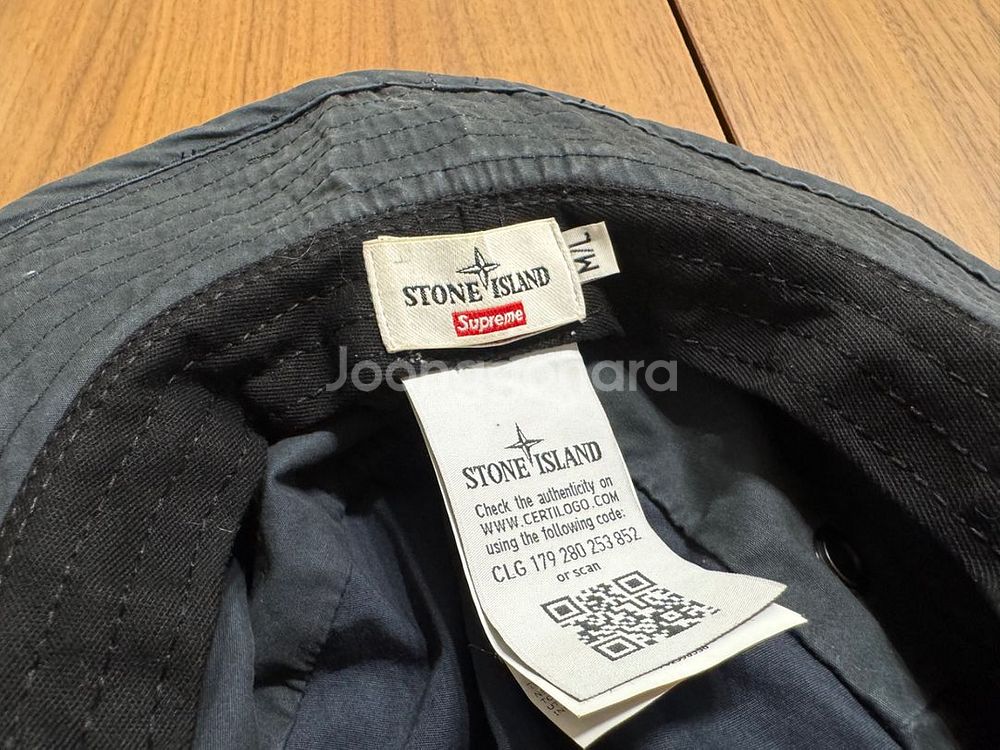 STONE ISLAND
M/L
Supreme
Joonggonara
STONE ISLAND
Check the authenticity on
WWW.CERTILOGO.COM
using the following code:
CLG 179 280 253 852
or scan